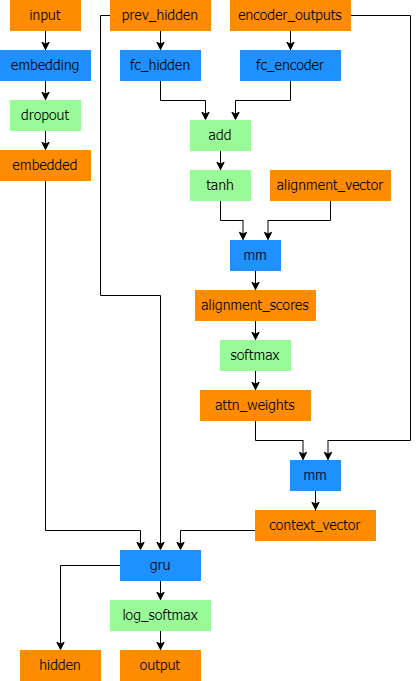 input
prev_hidden
encoder_outputs
embedding
fc_hidden
fc_encoder
dropout
add
embedded
tanh
alignment_vector
mm
alignment_scores
softmax
attn_weights
mm
context_vector
gru
log_softmax
hidden
output